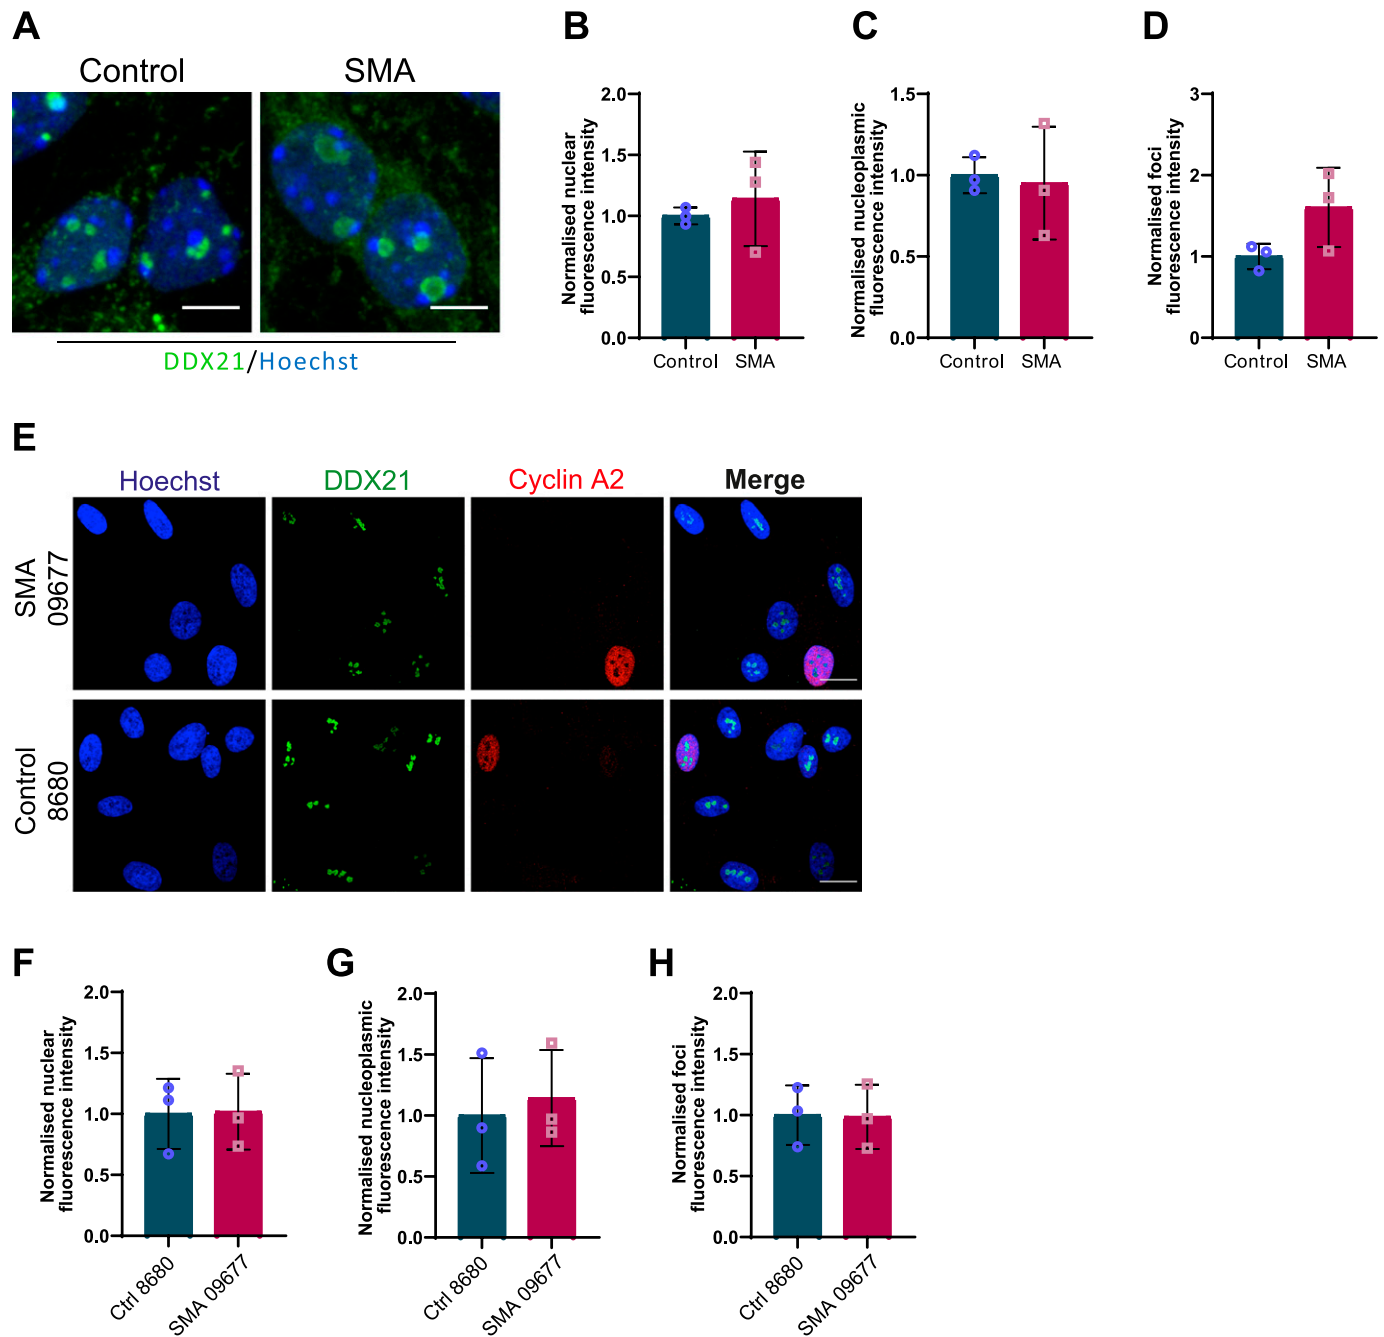 A
B
C
D
Control
SMA
DDX21/Hoechst
Normalised nuclear
fluorescence intensity
2.0
1.5
1.0
0.5
0.0
Control
SMA
Normalised nucleoplasmic
fluorescence intensity
1.5
1.0
0.5
0.0
Control
SMA
Normalised foci
fluorescence intensity
3
2
1
0
Control
SMA
E
Hoechst
DDX21
Cyclin A2
Merge
SMA
09677
Control
8680
F
G
H
Normalised nuclear
fluorescence intensity
2.0
1.5
1.0
0.5
0.0
Ctrl 8680
SMA 09677
Normalised nucleoplasmic
fluorescence intensity
2.0
1.5
1.0
0.5
0.0
Ctrl 8680
SMA 09677
Normalised foci
fluorescence intensity
2.0
1.5
1.0
0.5
0.0
Ctrl 8680
SMA 09677